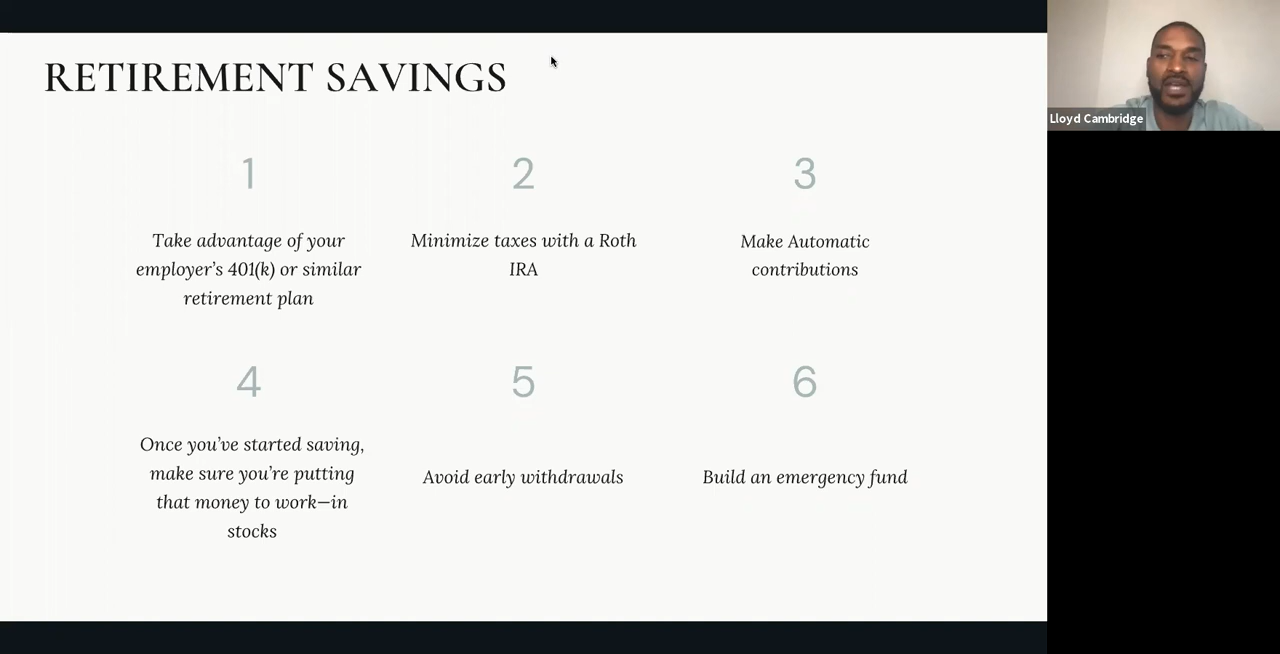 RETIREMENT SAVINGS
Lloyd Cambridge
1
Take advantage of your
employer’s 401(k) or similar
retirement plan
2
Minimize taxes with a Roth
IRA
3
Make Automatic
contributions
4
Once you’ve started saving,
make sure you’re putting
that money to work—in
stocks
5
Avoid early withdrawals
6
Build an emergency fund